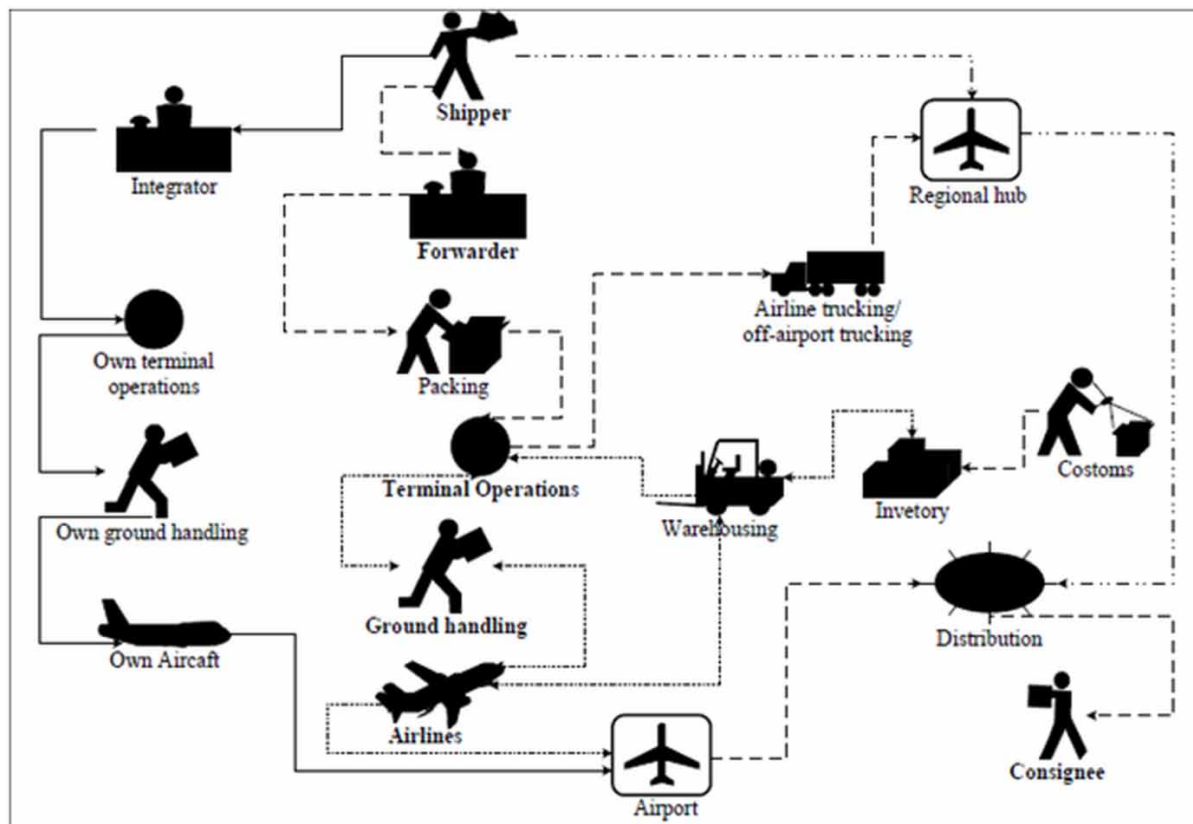 Shipper
Integrator
Regional hub
Forwarder
Airline trucking/
off-airport trucking
Own terminal
operations
Packing
Costoms
Terminal Operations
Invetory
Warehousing
Own ground handling
Ground handling
Distribution
Own Aircaft
Airlines
Consignee
Airport